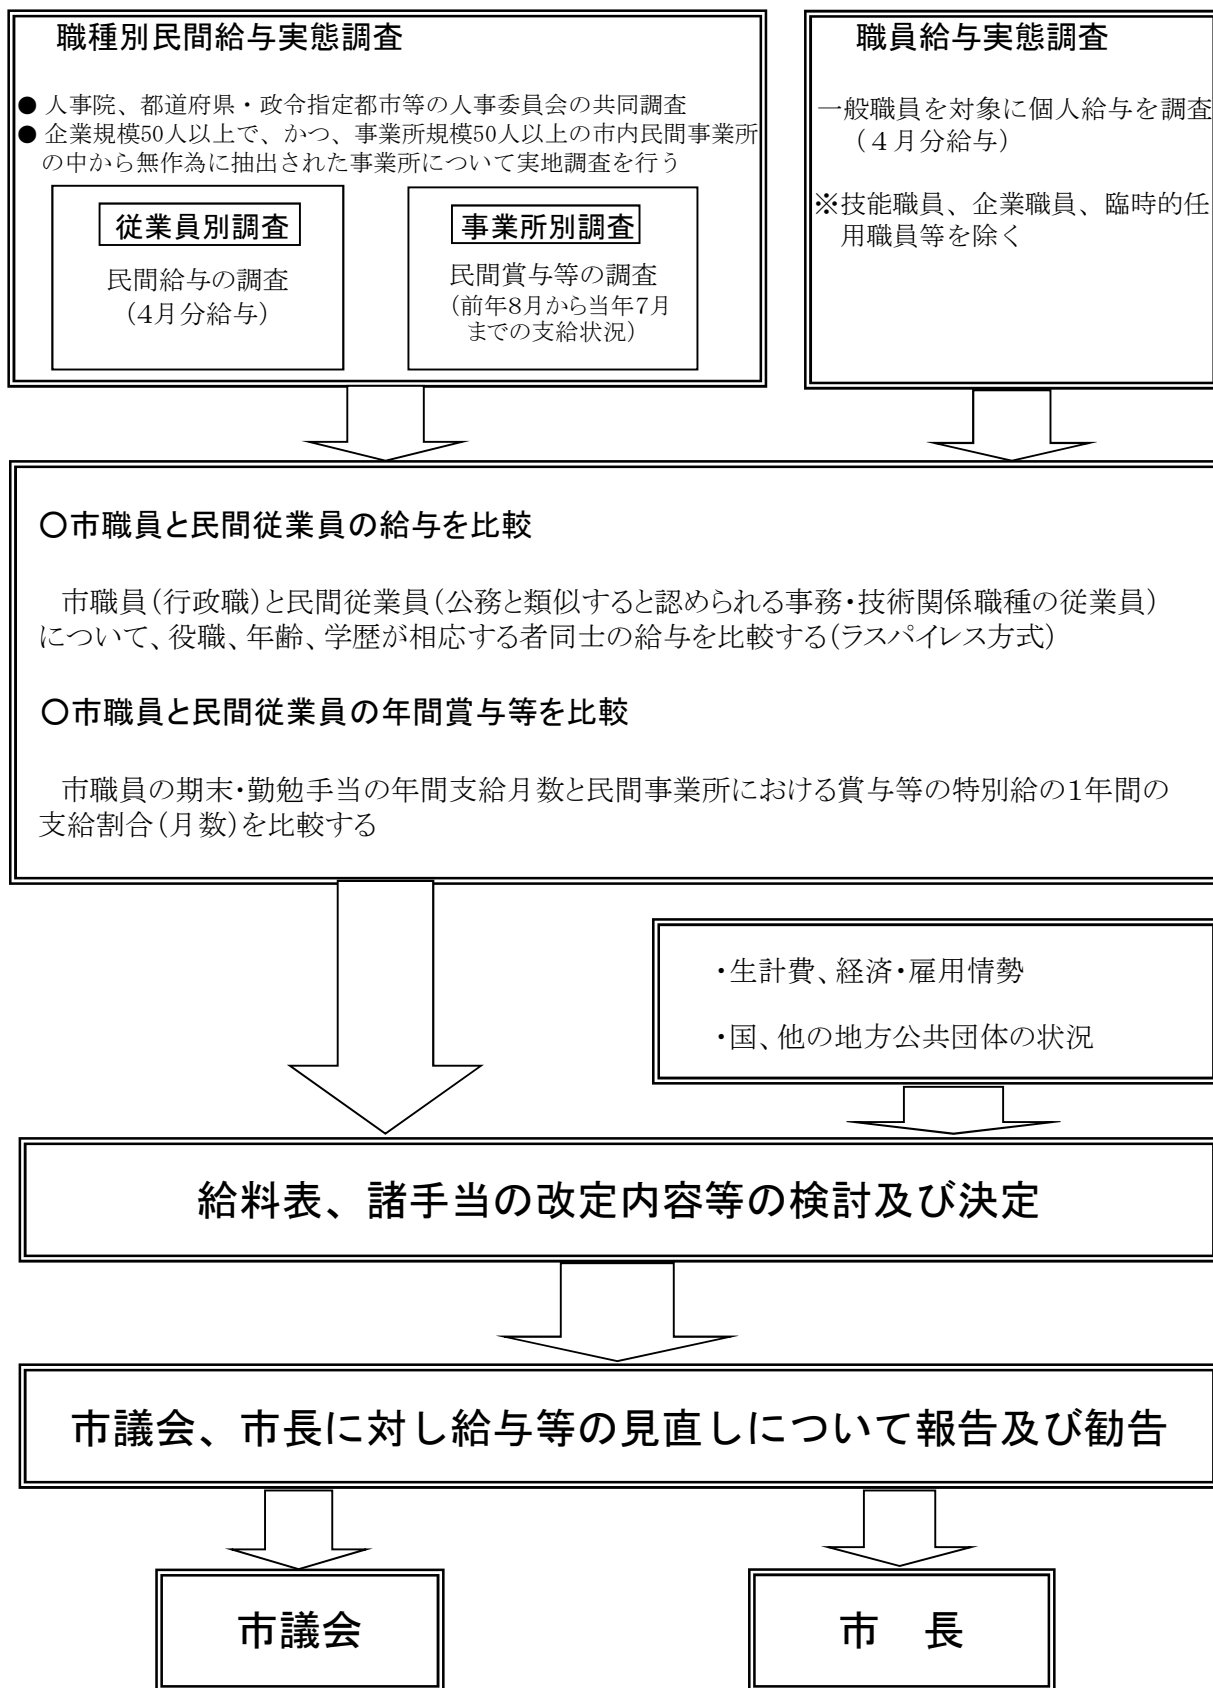 職種別民間給与実態調査
● 人事院、都道府県・政令指定都市等の人事委員会の共同調査
● 企業規模50人以上で、かつ、事業所規模50人以上の市内民間事業所
の中から無作為に抽出された事業所について実地調査を行う
従業員別調査
民間給与の調査
(4月分給与)
事業所別調査
民間賞与等の調査
(前年8月から当年7月
までの支給状況)
職員給与実態調査
一般職員を対象に個人給与を調査
(４月分給与)
※技能職員、企業職員、臨時的任
用職員等を除く
〇市職員と民間従業員の給与を比較
市職員(行政職)と民間従業員(公務と類似すると認められる事務・技術関係職種の従業員)
について、役職、年齢、学歴が相応する者同士の給与を比較する(ラスパイレス方式)
〇市職員と民間従業員の年間賞与等を比較
市職員の期末・勤勉手当の年間支給月数と民間事業所における賞与等の特別給の1年間の
支給割合(月数)を比較する
・生計費、経済・雇用情勢
・国、他の地方公共団体の状況
給料表、諸手当の改定内容等の検討及び決定
市議会、市長に対し給与等の見直しについて報告及び勧告
市議会
市　長